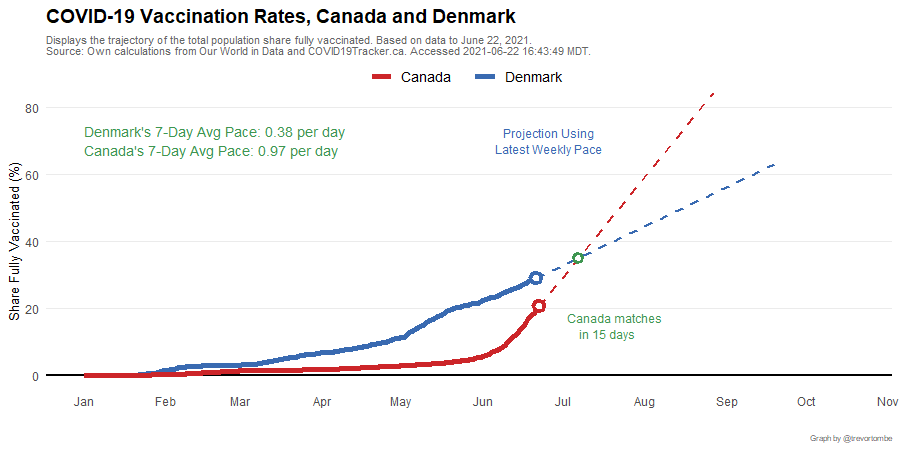 COVID-19 Vaccination Rates, Canada and Denmark
Displays the trajectory of the total population share fully vaccinated. Based on data to June 22, 2021.
Source: Own calculations from Our World in Data and COVID19Tracker.ca. Accessed 2021-06-22 16:43:49 MDT.
Canada Denmark
Denmark's 7-Day Avg Pace: 0.38 per day
Canada's 7-Day Avg Pace: 0.97 per day
Projection Using
Latest Weekly Pace
Share Fully Vaccinated (%)
80
60
40
20
0
Canada matches
in 15 days
Jan Feb Mar Apr May Jun Jul Aug Sep Oct Nov
Graph by @trevortombe